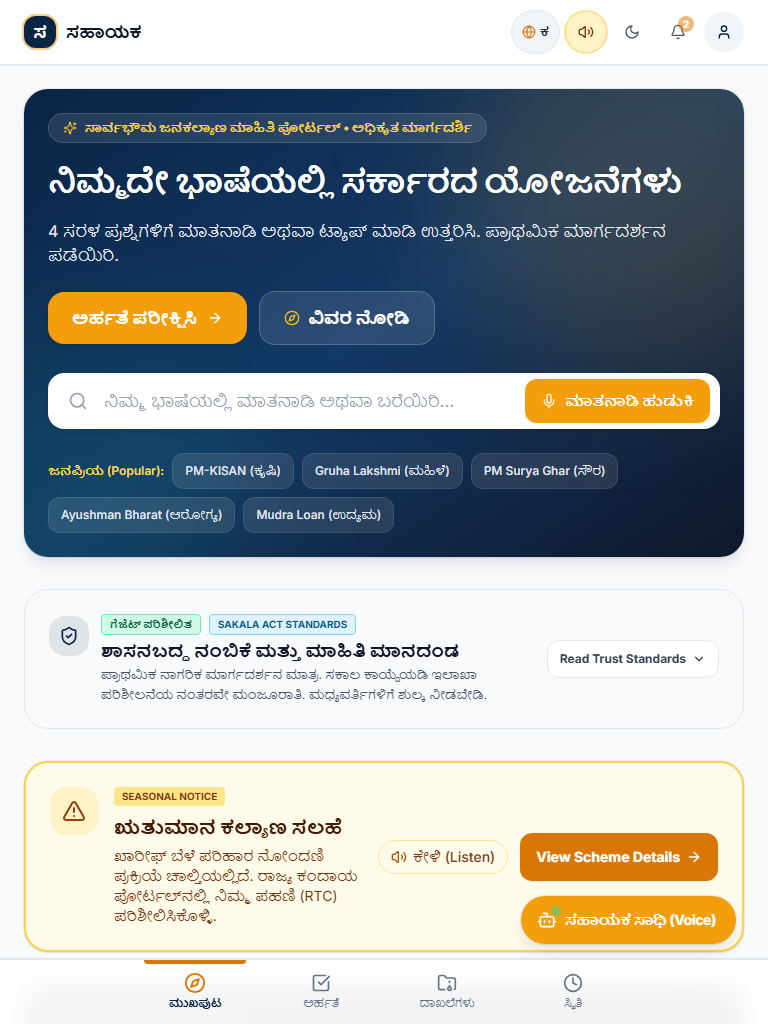 ಸ ಸಹಾಯಕ
ಕ
2
ಸಾರ್ವಭೌಮ ಜನಕಲ್ಯಾಣ ಮಾಹಿತಿ ಪೋರ್ಟಲ್ • ಅಧಿಕೃತ ಮಾರ್ಗದರ್ಶಿ
ನಿಮ್ಮದೇ ಭಾಷೆಯಲ್ಲಿ ಸರ್ಕಾರದ ಯೋಜನೆಗಳು
4 ಸರಳ ಪ್ರಶ್ನೆಗಳಿಗೆ ಮಾತನಾಡಿ ಅಥವಾ ಟ್ಯಾಪ್ ಮಾಡಿ ಉತ್ತರಿಸಿ. ಪ್ರಾಥಮಿಕ ಮಾರ್ಗದರ್ಶನ
ಪಡೆಯಿರಿ.
ಅರ್ಹತೆ ಪರೀಕ್ಷಿಸಿ →
ವಿವರ ನೋಡಿ
ನಿಮ್ಮ ಭಾಷೆಯಲ್ಲಿ ಮಾತನಾಡಿ ಅಥವಾ ಬರೆಯಿರಿ...
ಮಾತನಾಡಿ ಹುಡುಕಿ
ಜನಪ್ರಿಯ (Popular): PM-KISAN (ಕೃಷಿ) Gruha Lakshmi (ಮಹಿಳೆ) PM Surya Ghar (ಸೌರ)
Ayushman Bharat (ಆರೋಗ್ಯ) Mudra Loan (ಉದ್ಯಮ)
ಗೆಜೆಟ್ ಪರಿಶೀಲಿತ SAKALA ACT STANDARDS
ಶಾಸನಬದ್ಧ ನಂಬಿಕೆ ಮತ್ತು ಮಾಹಿತಿ ಮಾನದಂಡ
ಪ್ರಾಥಮಿಕ ನಾಗರಿಕ ಮಾರ್ಗದರ್ಶನ ಮಾತ್ರ. ಸಕಾಲ ಕಾಯ್ದೆಯಡಿ ಇಲಾಖಾ
ಪರಿಶೀಲನೆಯ ನಂತರವೇ ಮಂಜೂರಾತಿ. ಮಧ್ಯವರ್ತಿಗಳಿಗೆ ಶುಲ್ಕ ನೀಡಬೇಡಿ.
Read Trust Standards
SEASONAL NOTICE
ಋತುಮಾನ ಕಲ್ಯಾಣ ಸಲಹೆ
ಖಾರೀಫ್ ಬೆಳೆ ಪರಿಹಾರ ನೋಂದಣಿ
ಪ್ರಕ್ರಿಯೆ ಚಾಲ್ತಿಯಲ್ಲಿದೆ. ರಾಜ್ಯ ಕಂದಾಯ
ಪೋರ್ಟಲ್‌ನಲ್ಲಿ ನಿಮ್ಮ ಪಹಣಿ (RTC)
ಪರಿಶೀಲಿಸಿಕೊಳ್ಳಿ.
ಕೇಳಿ (Listen)
View Scheme Details →
ಸಹಾಯಕ ಸಾಥಿ (Voice)
ಮುಖಪುಟ ಅರ್ಹತೆ ದಾಖಲೆಗಳು ಸ್ಥಿತಿ